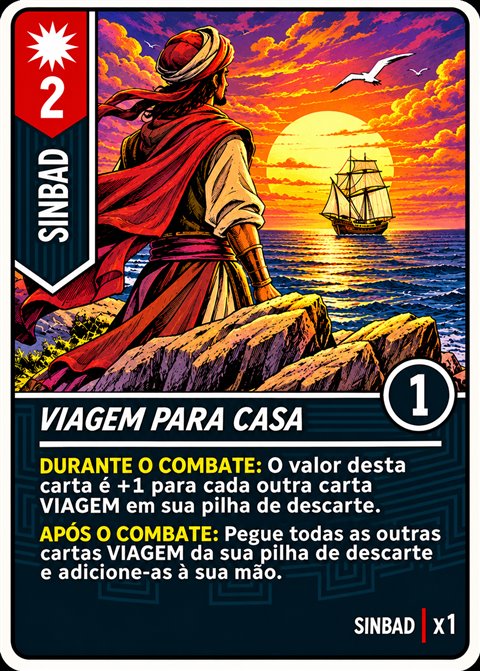 2
SINBAD
1
VIAGEM PARA CASA
DURANTE O COMBATE: O valor desta
carta é +1 para cada outra carta
VIAGEM em sua pilha de descarte.
APÓS O COMBATE: Pegue todas as outras
cartas VIAGEM da sua pilha de descarte
e adicione-as à sua mão.
SINBAD | x1